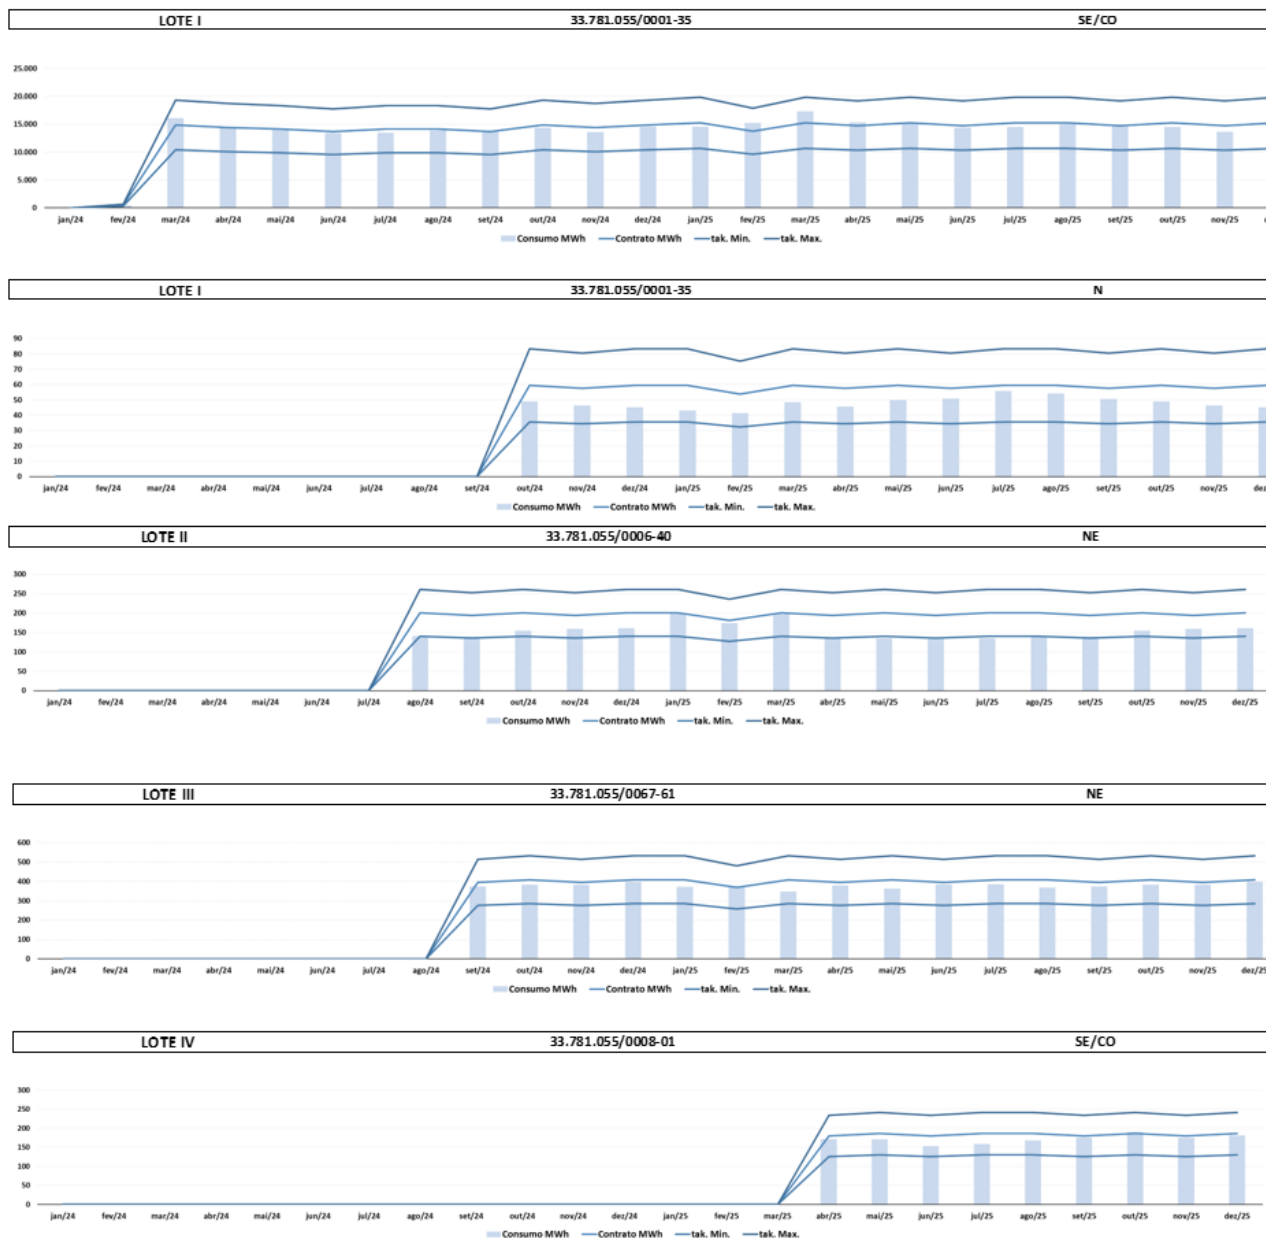 LOTE I 33.781.055/0001-35 SE/CO
25.000
20.000
15.000
10.000
5.000
0
jan/24 fev/24 mar/24 abr/24 mai/24 jun/24 jul/24 ago/24 set/24 out/24 nov/24 dez/24 jan/25 fev/25 mar/25 abr/25 mai/25 jun/25 jul/25 ago/25 set/25 out/25 nov/25
Consumo MWh Contrato MWh tak. Min. tak. Max.
LOTE I 33.781.055/0001-35 N
90
80
70
60
50
40
30
20
10
0
jan/24 fev/24 mar/24 abr/24 mai/24 jun/24 jul/24 ago/24 set/24 out/24 nov/24 dez/24 jan/25 fev/25 mar/25 abr/25 mai/25 jun/25 jul/25 ago/25 set/25 out/25 nov/25 dez
Consumo MWh Contrato MWh tak. Min. tak. Max.
LOTE II 33.781.055/0006-40 NE
300
250
200
150
100
50
0
jan/24 fev/24 mar/24 abr/24 mai/24 jun/24 jul/24 ago/24 set/24 out/24 nov/24 dez/24 jan/25 fev/25 mar/25 abr/25 mai/25 jun/25 jul/25 ago/25 set/25 out/25 nov/25 dez/25
Consumo MWh Contrato MWh tak. Min. tak. Max.
LOTE III 33.781.055/0067-61 NE
600
500
400
300
200
100
0
jan/24 fev/24 mar/24 abr/24 mai/24 jun/24 jul/24 ago/24 set/24 out/24 nov/24 dez/24 jan/25 fev/25 mar/25 abr/25 mai/25 jun/25 jul/25 ago/25 set/25 out/25 nov/25 dez/25
Consumo MWh Contrato MWh tak. Min. tak. Max.
LOTE IV 33.781.055/0008-01 SE/CO
300
250
200
150
100
50
0
jan/24 fev/24 mar/24 abr/24 mai/24 jun/24 jul/24 ago/24 set/24 out/24 nov/24 dez/24 jan/25 fev/25 mar/25 abr/25 mai/25 jun/25 jul/25 ago/25 set/25 out/25 nov/25 dez/25
Consumo MWh Contrato MWh tak. Min. tak. Max.